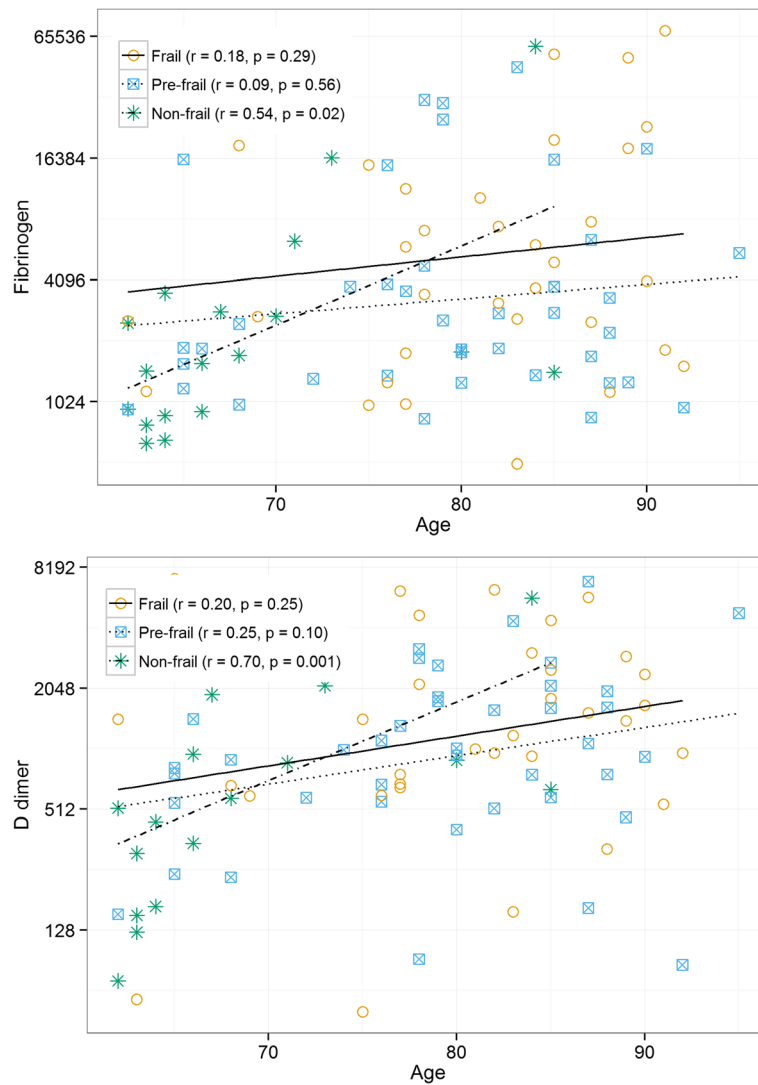 65536
16384
4096
1024
Fibrinogen
Frail (r = 0.18, p = 0.29)
Pre-frail (r = 0.09, p = 0.56)
Non-frail (r = 0.54, p = 0.02)
70 80 90
Age
8192
2048
512
128
D dimer
Frail (r = 0.20, p = 0.25)
Pre-frail (r = 0.25, p = 0.10)
Non-frail (r = 0.70, p = 0.001)
70 80 90
Age